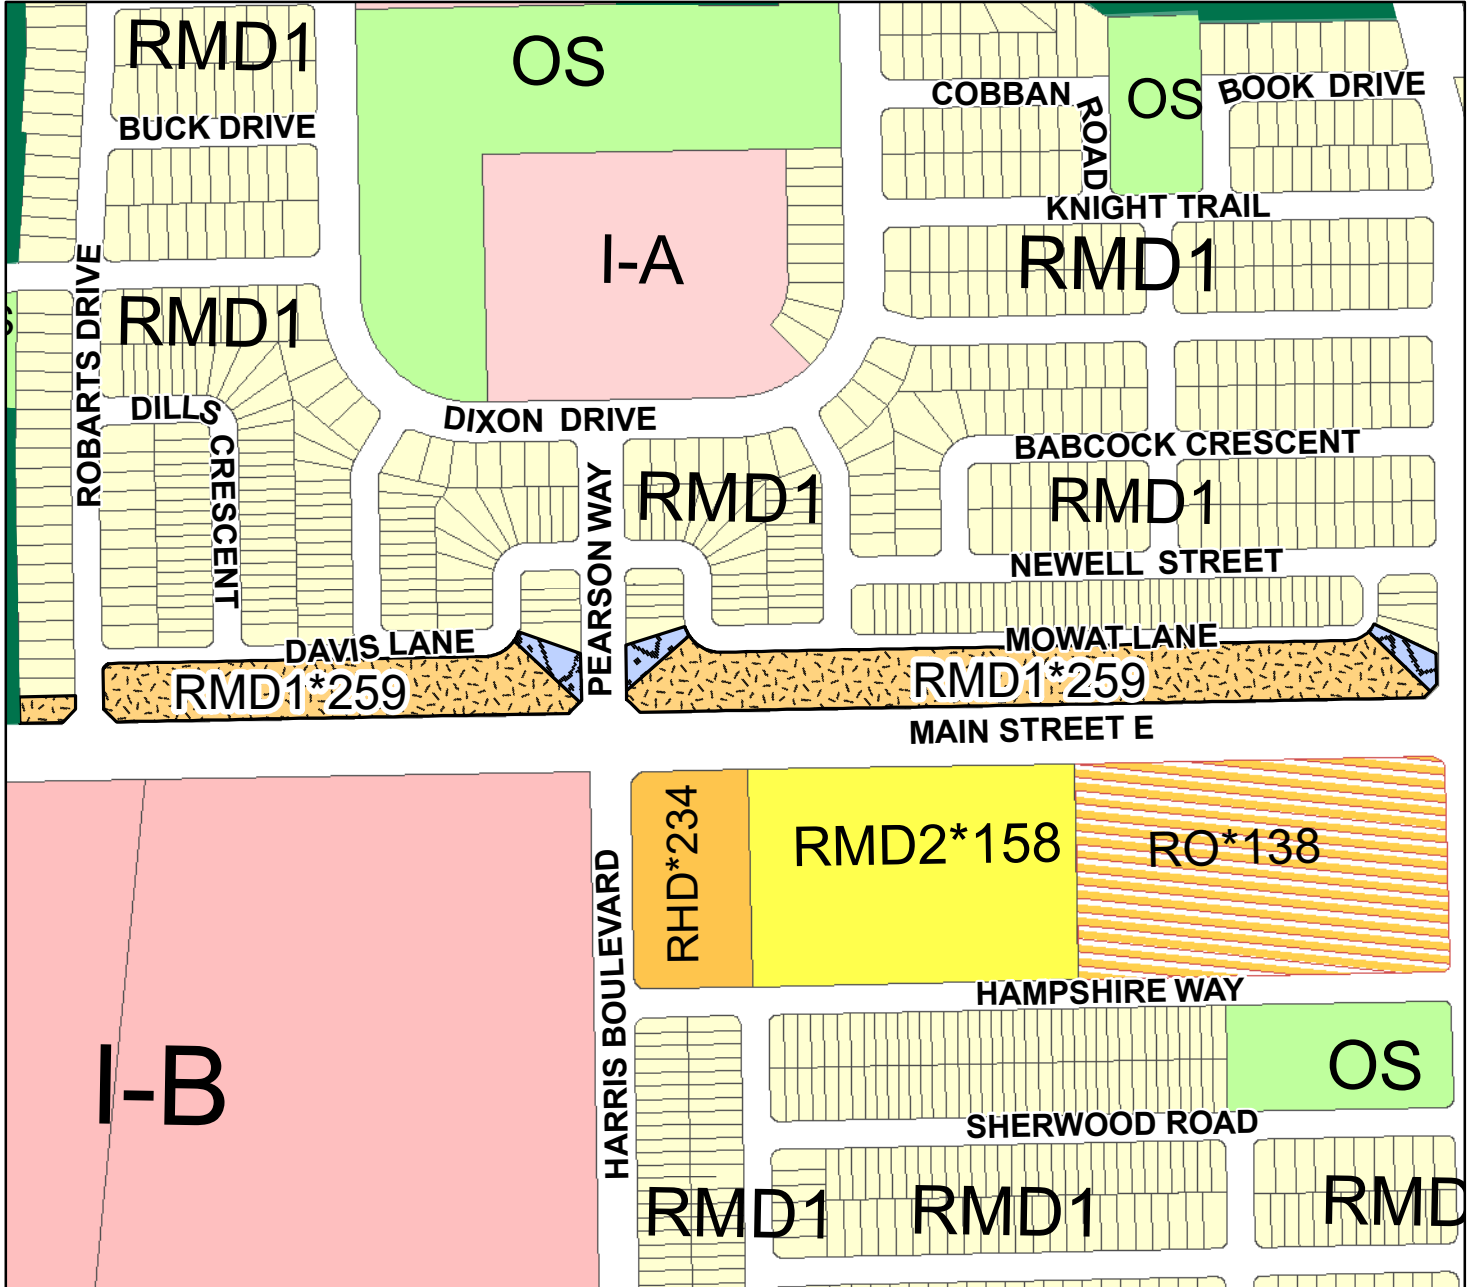 RMD1
OS
COBBAN
ROAD
OS
BOOK DRIVE
BUCK DRIVE
KNIGHT TRAIL
I-A
RMD1
ROBARTS DRIVE
RMD1
DILLS CRESCENT
DIXON DRIVE
BABCOCK CRESCENT
PEARSON WAY
RMD1
RMD1
NEWELL STREET
DAVIS LANE
MOWAT LANE
RMD1*259
RMD1*259
MAIN STREET E
RHD*234
RMD2*158
RO*138
HARRIS BOULEVARD
HAMPSHIRE WAY
I-B
OS
SHERWOOD ROAD
RMD1
RMD1
RMD